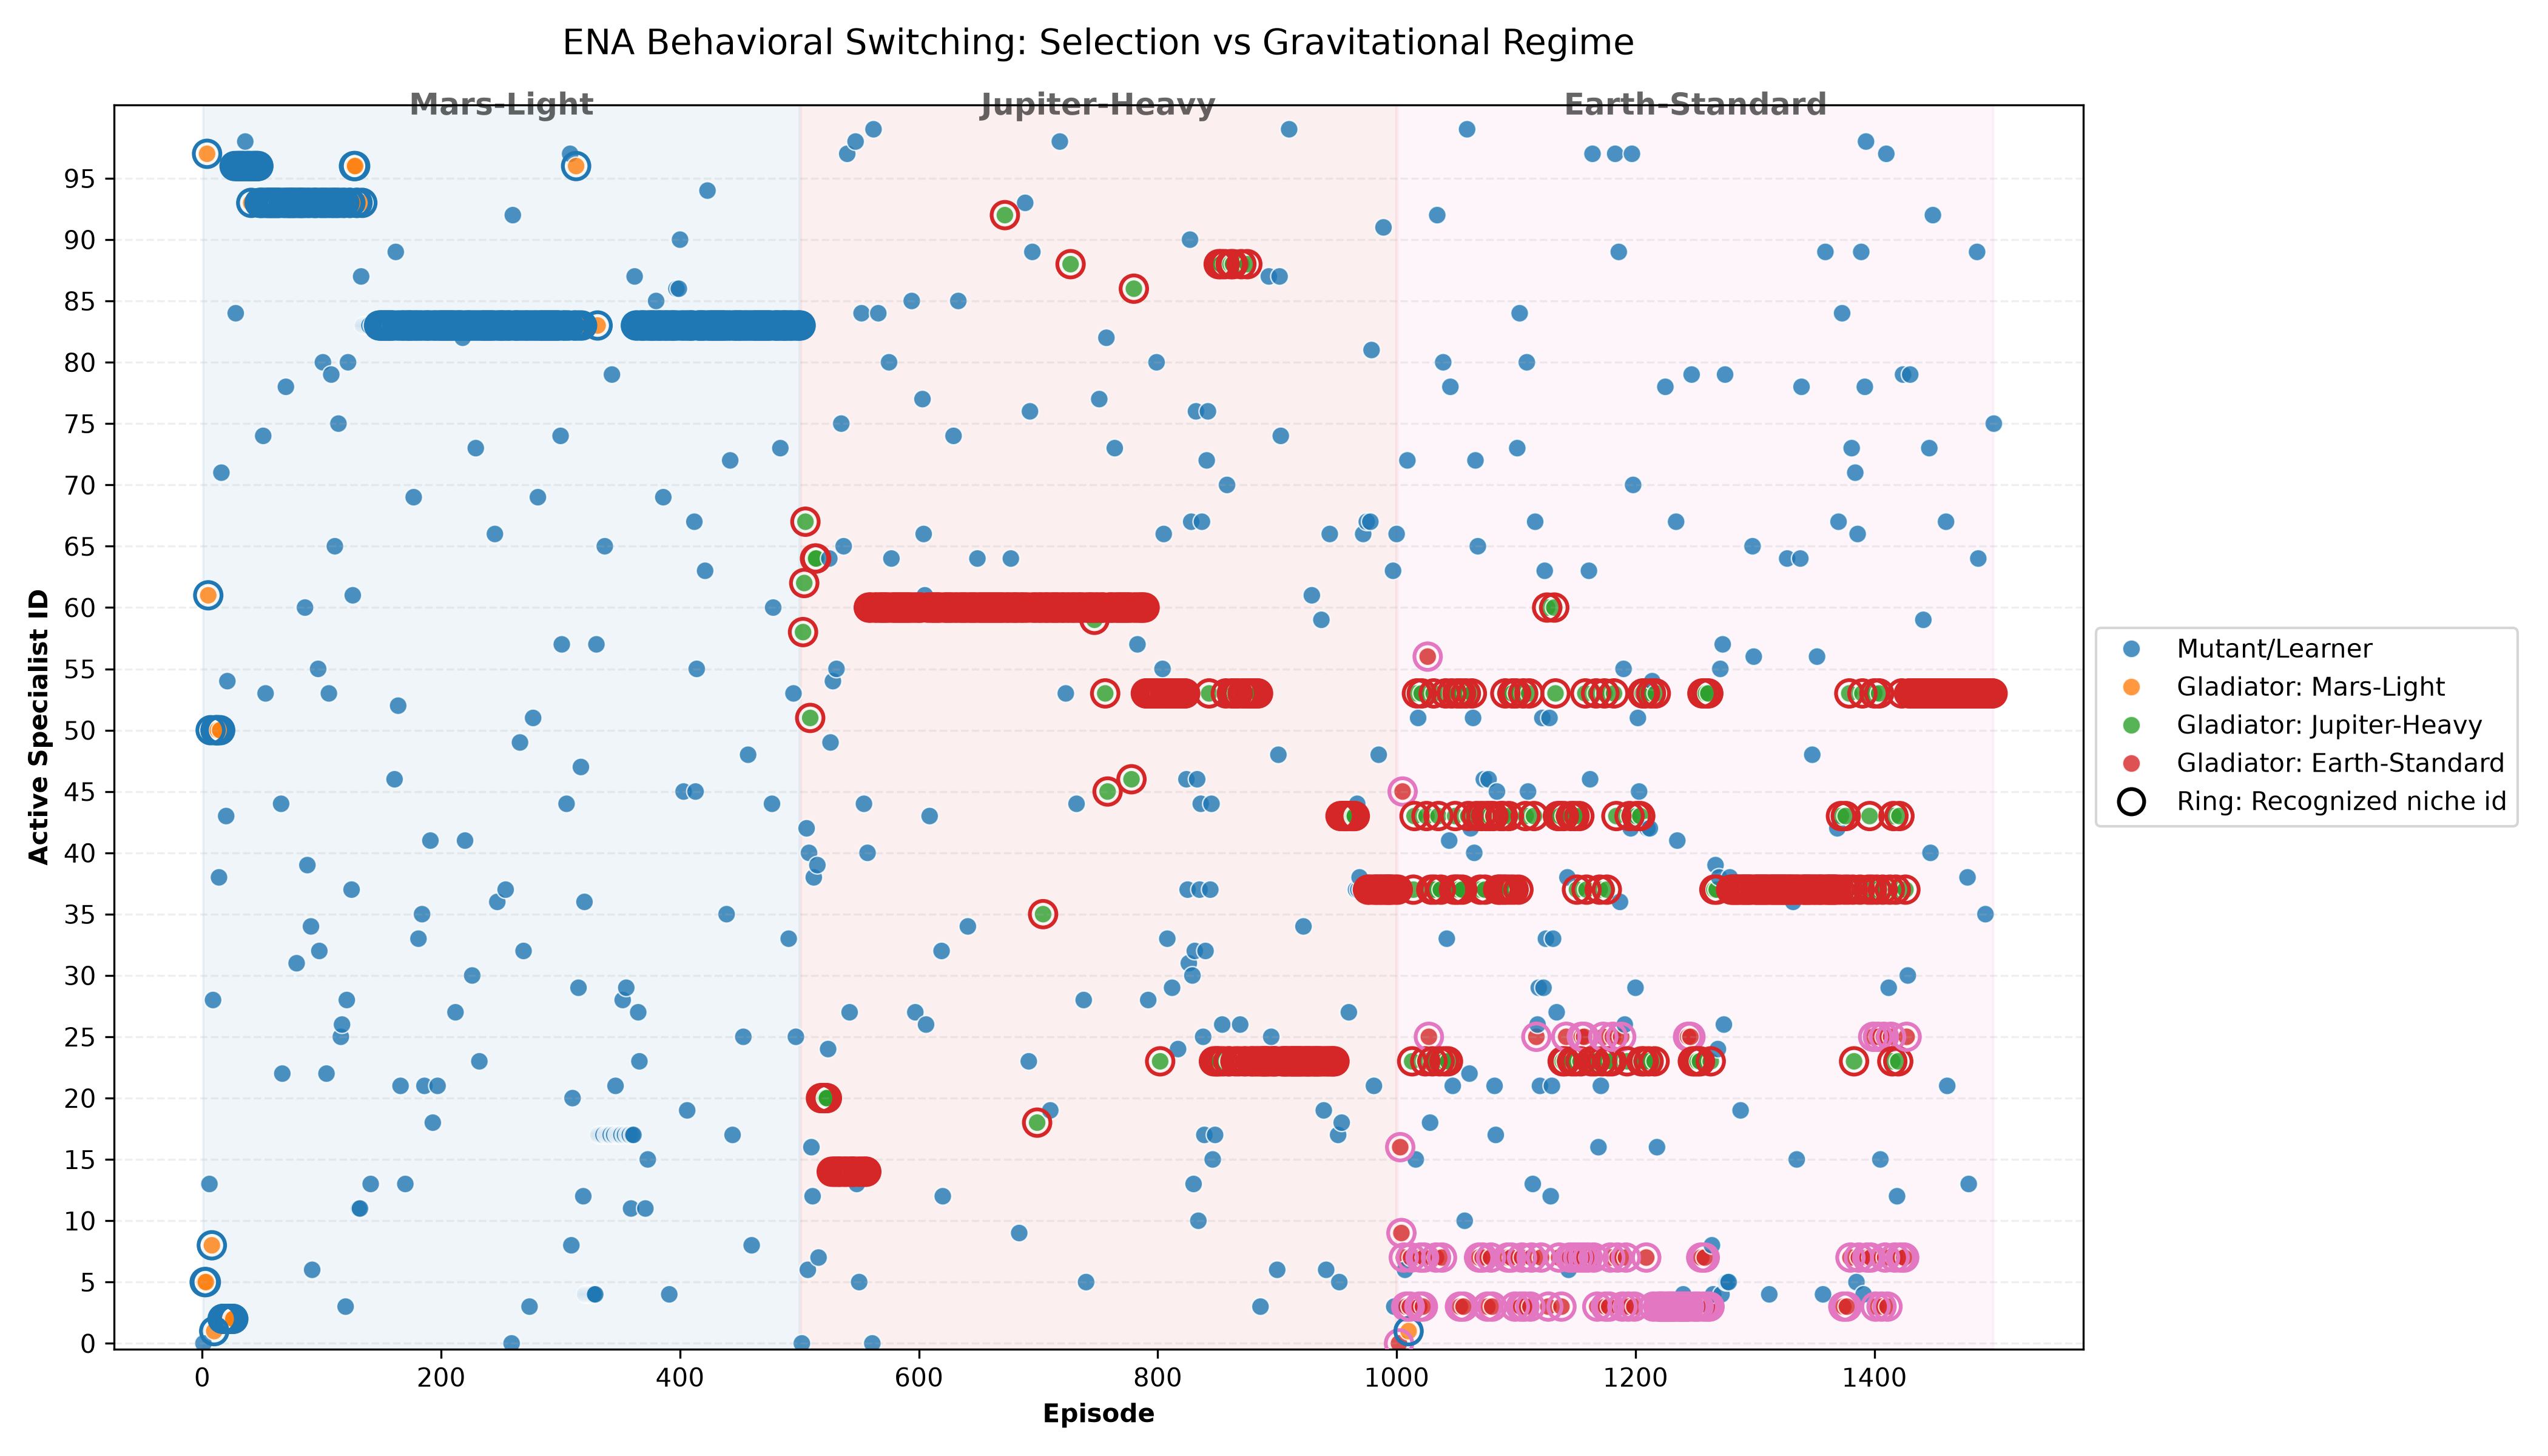 ENA Behavioral Switching: Selection vs Gravitational Regime
Mars-Light
Jupiter-Heavy
Earth-Standard
Active Specialist ID
95
90
85
80
75
70
65
60
55
50
45
40
35
30
25
20
15
10
5
0
0
200
400
600
800
1000
1200
1400
Episode
Mutant/Learner
Gladiator: Mars-Light
Gladiator: Jupiter-Heavy
Gladiator: Earth-Standard
Ring: Recognized niche id